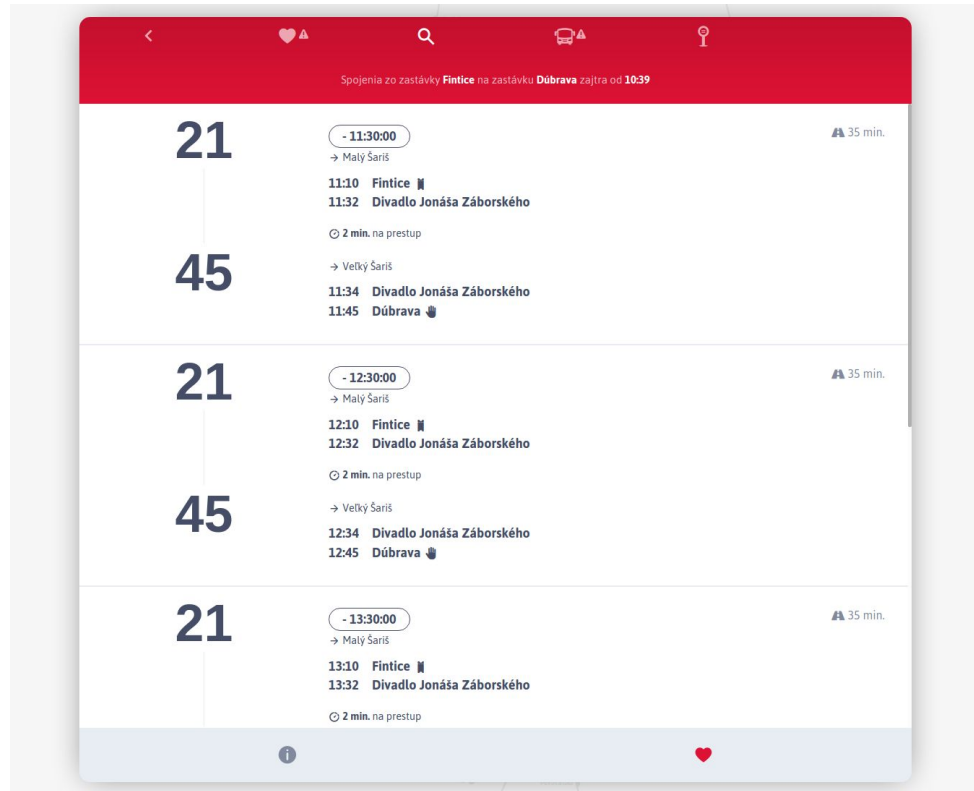 Spojenia zo zastávky Fintice na zastávku Dúbrava zajtra od 10:39
21
- 11:30:00
35 min.
→ Malý Šariš
11:10 Fintice
11:32 Divadlo Jonáša Záborského
2 min. na prestup
45
→ Veľký Šariš
11:34 Divadlo Jonáša Záborského
11:45 Dúbrava
21
- 12:30:00
35 min.
→ Malý Šariš
12:10 Fintice
12:32 Divadlo Jonáša Záborského
2 min. na prestup
45
→ Veľký Šariš
12:34 Divadlo Jonáša Záborského
12:45 Dúbrava
21
- 13:30:00
35 min.
→ Malý Šariš
13:10 Fintice
13:32 Divadlo Jonáša Záborského
2 min. na prestup